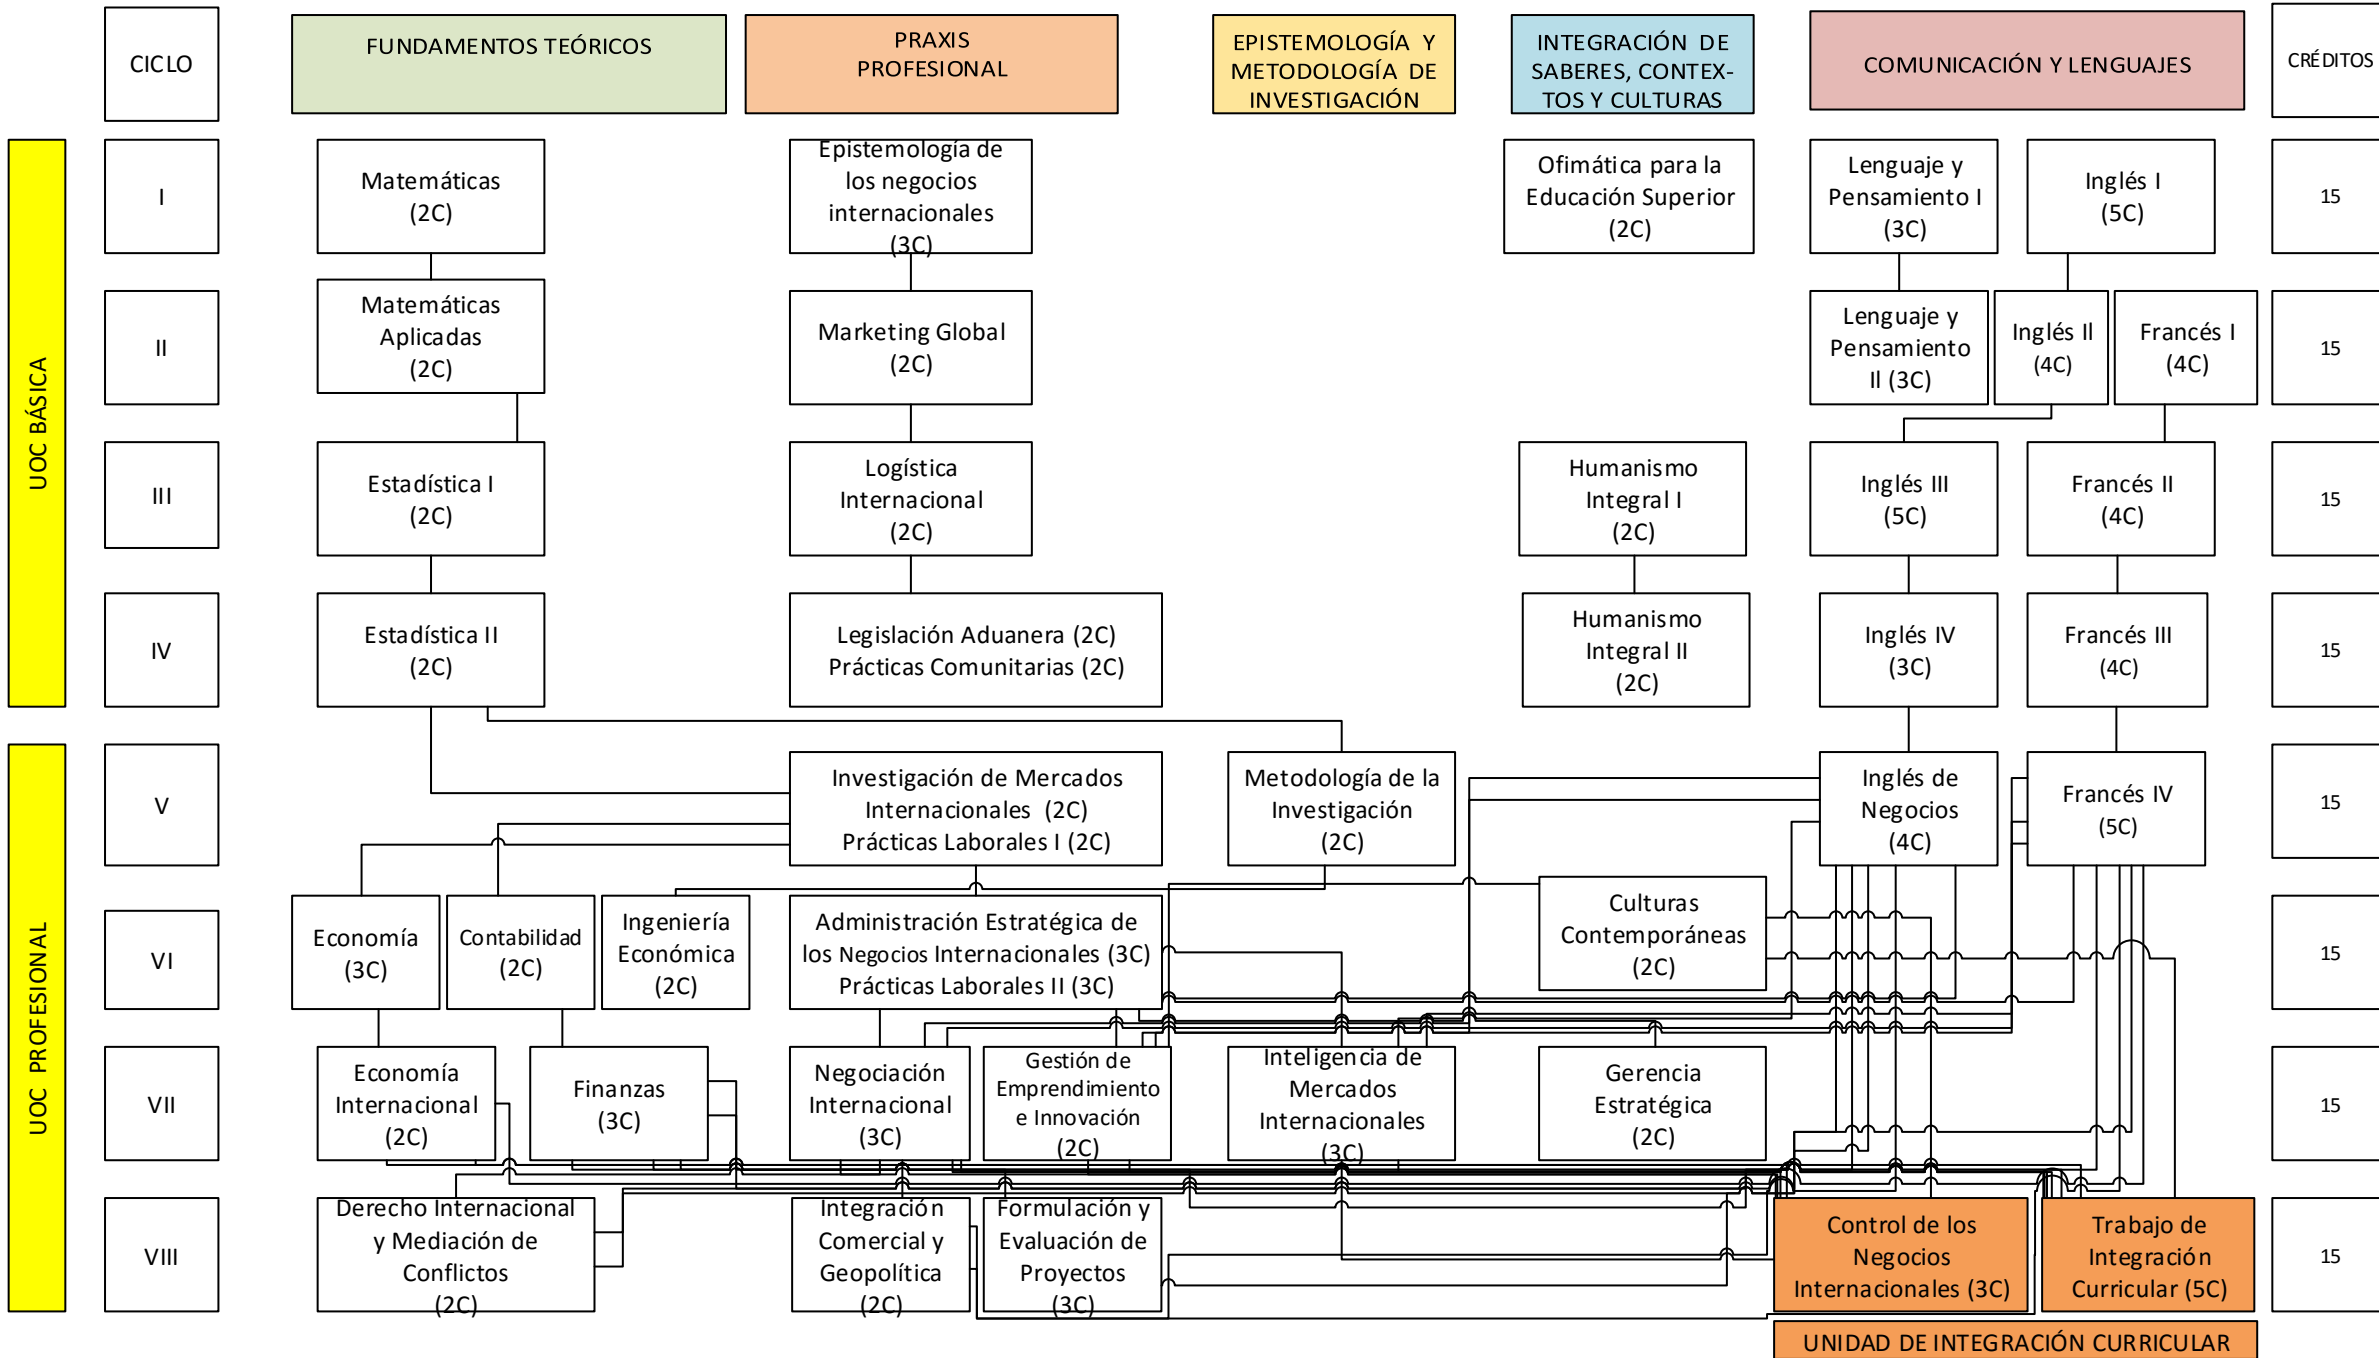 CICLO
FUNDAMENTOS TEÓRICOS
PRAXIS
PROFESIONAL
EPISTEMOLOGÍA Y
METODOLOGÍA DE
INVESTIGACIÓN
INTEGRACIÓN DE
SABERES, CONTEX-
TOS Y CULTURAS
COMUNICACIÓN Y LENGUAJES
CRÉDITOS
UOC BÁSICA
I
Matemáticas
(2C)
Epistemología de
los negocios
internacionales
(3C)
Ofimática para la
Educación Superior
(2C)
Lenguaje y
Pensamiento I
(3C)
Inglés I
(5C)
15
II
Matemáticas
Aplicadas
(2C)
Marketing Global
(2C)
Lenguaje y
Pensamiento
Il (3C)
Inglés Il
(4C)
Francés I
(4C)
15
III
Estadística I
(2C)
Logística
Internacional
(2C)
Humanismo
Integral I
(2C)
Inglés III
(5C)
Francés II
(4C)
15
IV
Estadística II
(2C)
Legislación Aduanera (2C)
Prácticas Comunitarias (2C)
Humanismo
Integral II
(2C)
Inglés IV
(3C)
Francés III
(4C)
15
UOC PROFESIONAL
V
Investigación de Mercados
Internacionales (2C)
Prácticas Laborales I (2C)
Metodología de la
Investigación
(2C)
Inglés de
Negocios
(4C)
Francés IV
(5C)
15
VI
Economía
(3C)
Contabilidad
(2C)
Ingeniería
Económica
(2C)
Administración Estratégica de
los Negocios Internacionales (3C)
Prácticas Laborales II (3C)
Culturas
Contemporáneas
(2C)
15
VII
Economía
Internacional
(2C)
Finanzas
(3C)
Negociación
Internacional
(3C)
Gestión de
Emprendimiento
e Innovación
(2C)
Inteligencia de
Mercados
Internacionales
(3C)
Gerencia
Estratégica
(2C)
15
VIII
Derecho Internacional
y Mediación de
Conflictos
(2C)
Integración
Comercial y
Geopolítica
(2C)
Formulación y
Evaluación de
Proyectos
(3C)
Control de los
Negocios
Internacionales (3C)
Trabajo de
Integración
Curricular (5C)
15
UNIDAD DE INTEGRACIÓN CURRICULAR